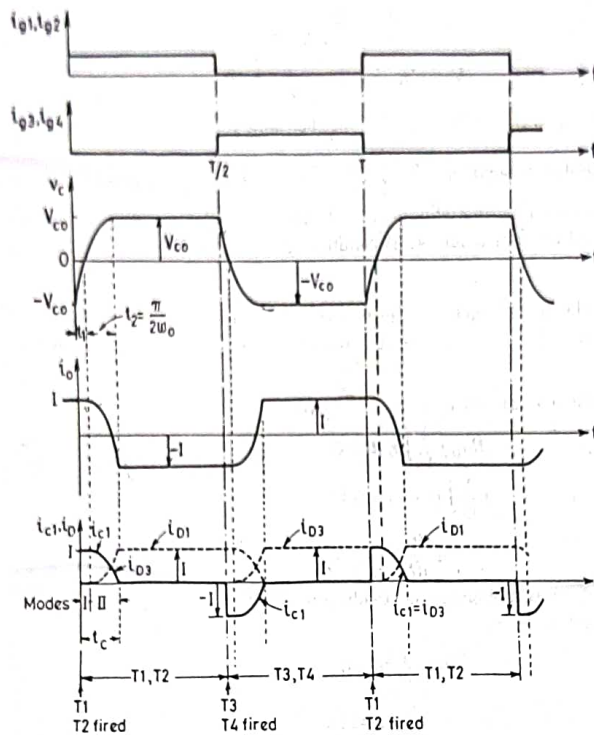 ig1,ig2
t
ig3,ig4
t
T/2 T
vc
Vco
Vco
0
t
-Vco
-Vco
t1 t2=π/2ω0
io
I
-I
I
t
ic1,iD
ic1
iD1
iD3
iD1
I
iD3
I
I
-I
ic1
ic1=iD3
-I
Modes I II
tc
T1,T2
T3,T4
T1,T2
T1 T3 T1
T2 fired T4 fired T2 fired